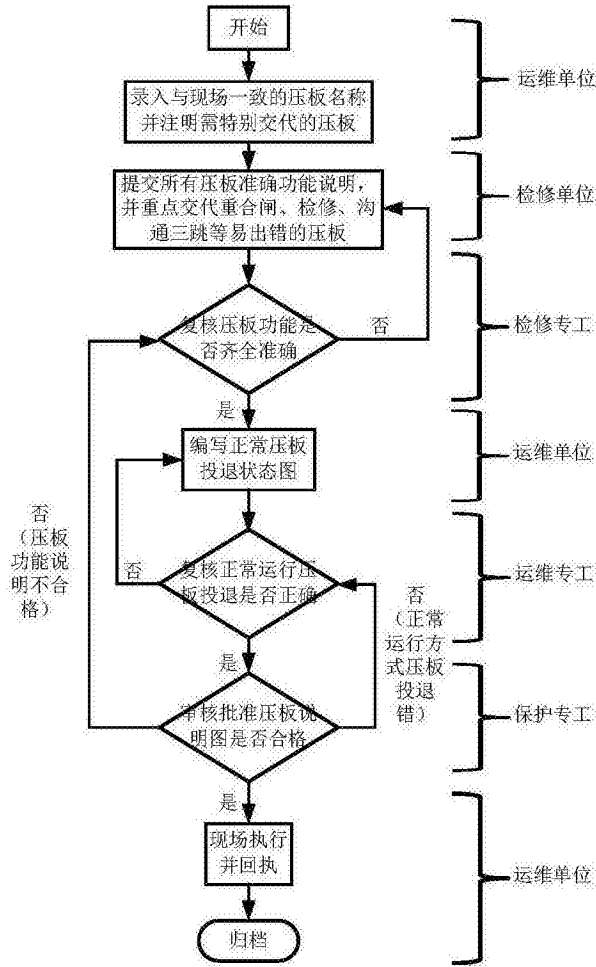 开始
运维单位
录入与现场一致的压板名称
并注明需特别交代的压板
提交所有压板准确功能说明，
并重点交代重合闸、检修、沟
通三跳等易出错的压板
检修单位
复核压板功能是
否齐全准确
否
检修专工
是
编写正常压板
投退状态图
运维单位
否
（压板
功能说
明不合
格）
否
复核正常运行压
板投退是否正确
否
（正常
运行方
式压板
投退
错）
运维专工
是
审核批准压板说
明图是否合格
保护专工
是
现场执行
并回执
运维单位
归档